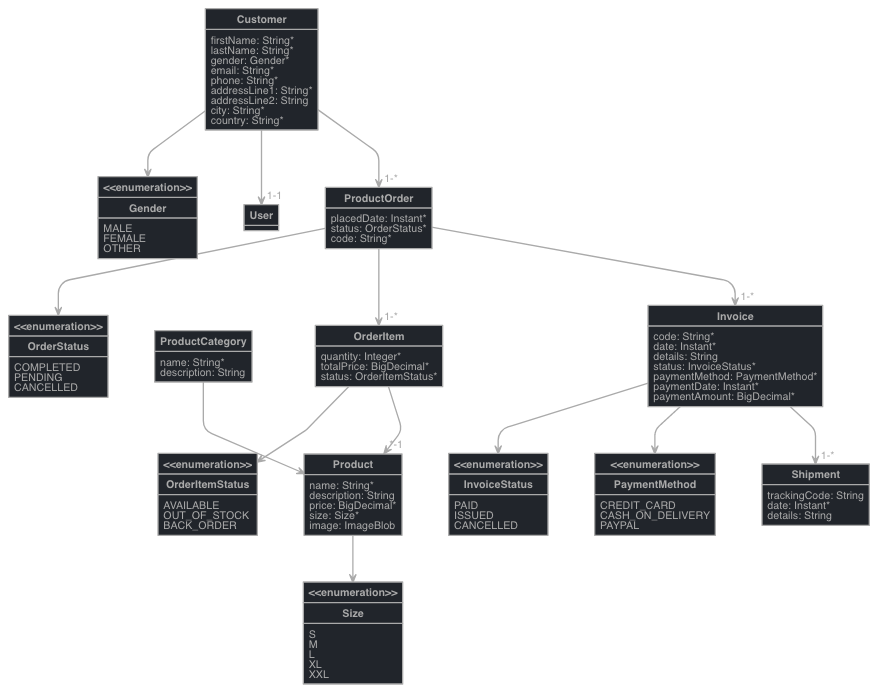 Customer
firstName: String*
lastName: String*
gender: Gender*
email: String*
phone: String*
addressLine1: String*
addressLine2: String
city: String*
country: String*
<<enumeration>>
Gender
MALE
FEMALE
OTHER
1-1
User
1-*
ProductOrder
placedDate: Instant*
status: OrderStatus*
code: String*
<<enumeration>>
OrderStatus
COMPLETED
PENDING
CANCELLED
ProductCategory
name: String*
description: String
1-*
OrderItem
quantity: Integer*
totalPrice: BigDecimal*
status: OrderItemStatus*
1-*
Invoice
code: String*
date: Instant*
details: String
status: InvoiceStatus*
paymentMethod: PaymentMethod*
paymentDate: Instant*
paymentAmount: BigDecimal*
<<enumeration>>
OrderItemStatus
AVAILABLE
OUT_OF_STOCK
BACK_ORDER
1-1
Product
name: String*
description: String
price: BigDecimal*
size: Size*
image: ImageBlob
<<enumeration>>
InvoiceStatus
PAID
ISSUED
CANCELLED
<<enumeration>>
PaymentMethod
CREDIT_CARD
CASH_ON_DELIVERY
PAYPAL
1-*
Shipment
trackingCode: String
date: Instant*
details: String
<<enumeration>>
Size
S
M
L
XL
XXL